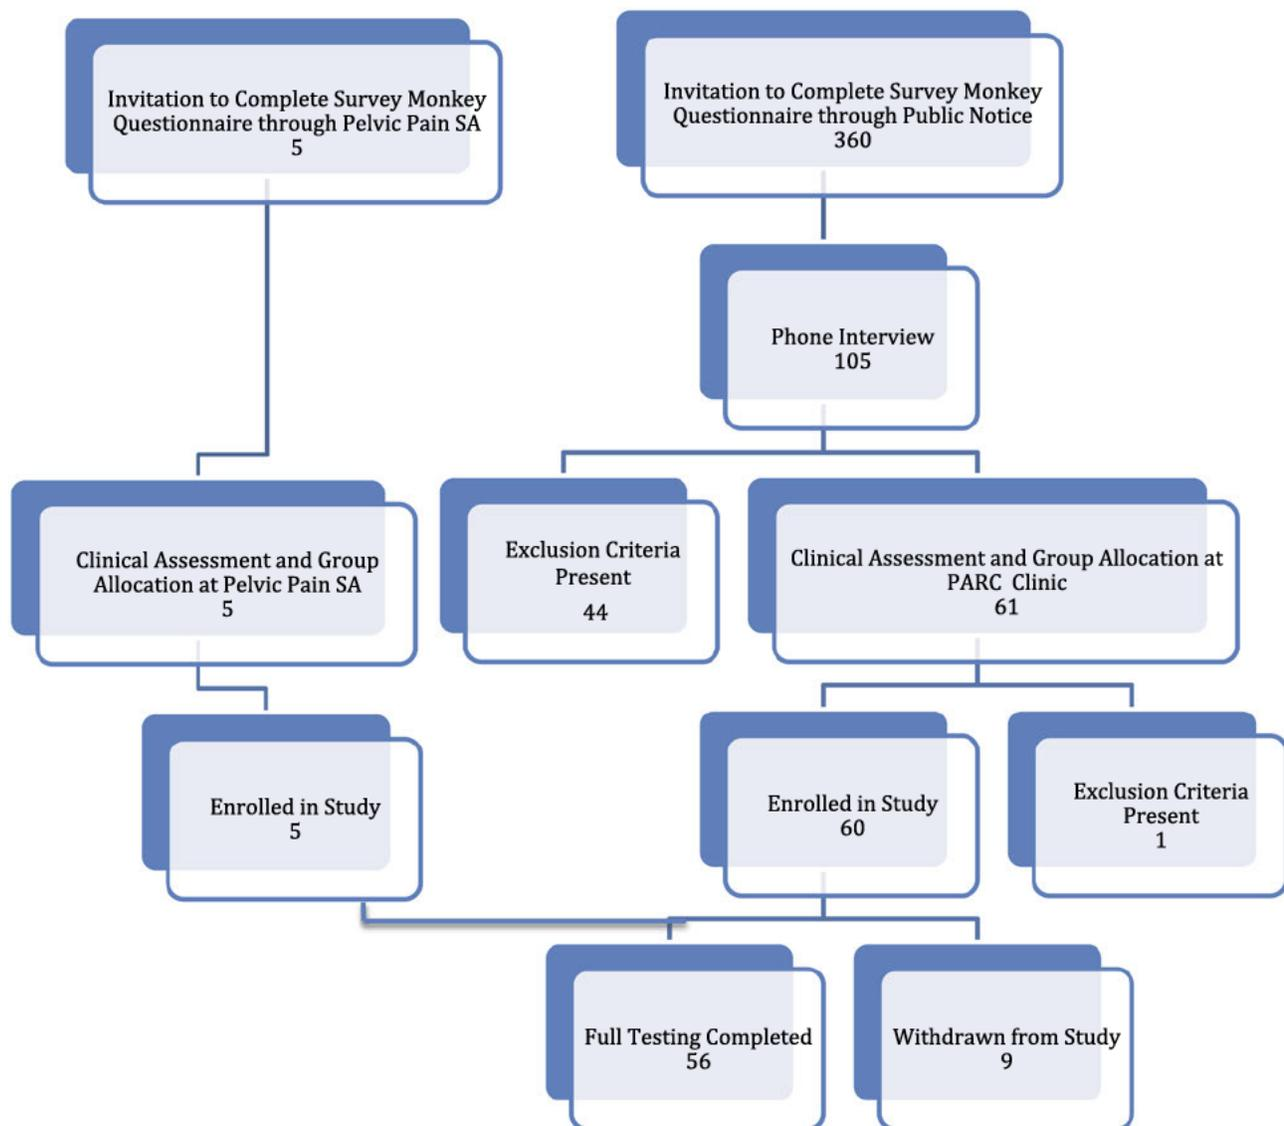 Invitation to Complete Survey Monkey
Questionnaire through Pelvic Pain SA
5
Invitation to Complete Survey Monkey
Questionnaire through Public Notice
360
Phone Interview
105
Clinical Assessment and Group
Allocation at Pelvic Pain SA
5
Exclusion Criteria
Present
44
Clinical Assessment and Group Allocation at
PARC Clinic
61
Enrolled in Study
5
Enrolled in Study
60
Exclusion Criteria
Present
1
Full Testing Completed
56
Withdrawn from Study
9